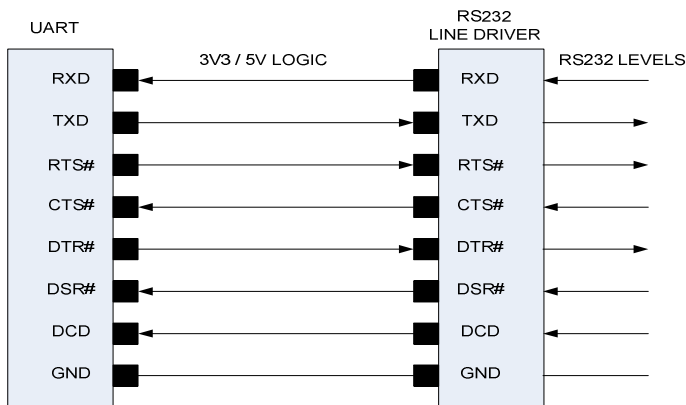 UART
RS232
LINE DRIVER
3V3 / 5V LOGIC
RS232 LEVELS
RXD
RXD
TXD
TXD
RTS#
RTS#
CTS#
CTS#
DTR#
DTR#
DSR#
DSR#
DCD
DCD
GND
GND